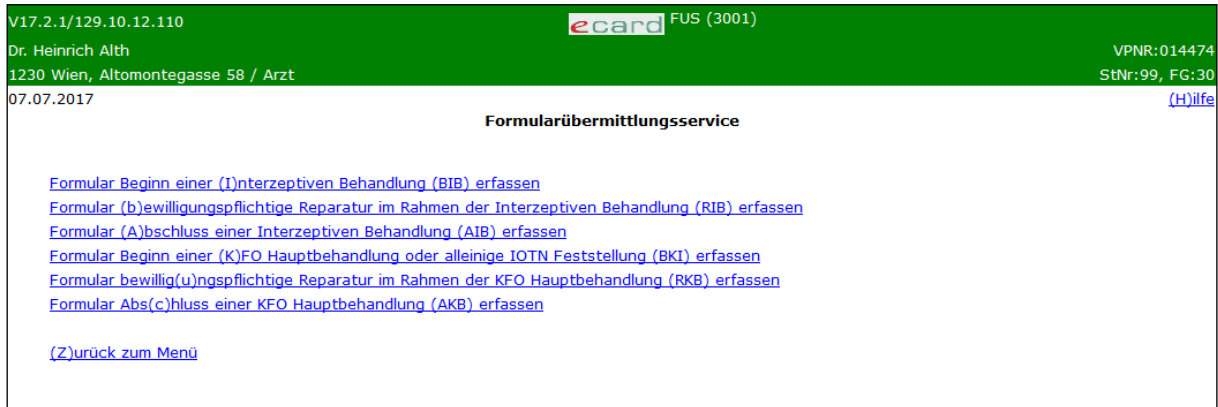 V17.2.1/129.10.12.110
ecard FUS (3001)
Dr. Heinrich Alth
VPNR:014474
1230 Wien, Altomontegasse 58 / Arzt
StNr:99, FG:30
07.07.2017
(H)ilfe
Formularübermittlungsservice
Formular Beginn einer (I)nterzeptiven Behandlung (BIB) erfassen
Formular (b)ewilligungspflichtige Reparatur im Rahmen der Interzeptiven Behandlung (RIB) erfassen
Formular (A)bschluss einer Interzeptiven Behandlung (AIB) erfassen
Formular Beginn einer (K)FO Hauptbehandlung oder alleinige IOTN Feststellung (BKI) erfassen
Formular bewillig(u)ngspflichtige Reparatur im Rahmen der KFO Hauptbehandlung (RKB) erfassen
Formular Abs(c)hluss einer KFO Hauptbehandlung (AKB) erfassen
(Z)urück zum Menü